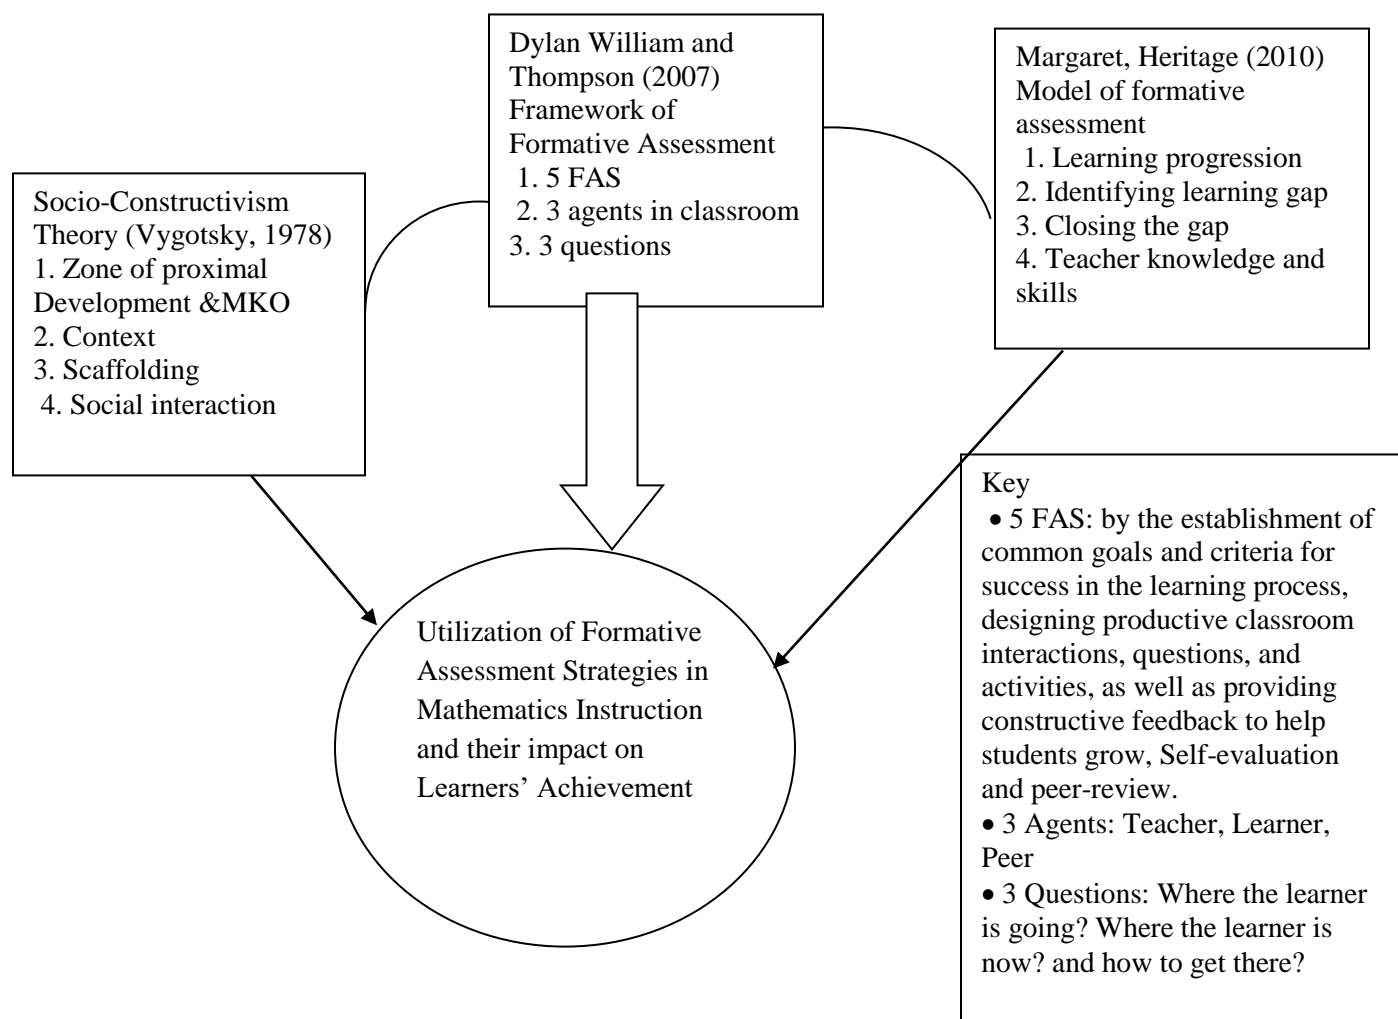 Dylan William and
Thompson (2007)
Framework of
Formative Assessment
1. 5 FAS
2. 3 agents in classroom
3. 3 questions
Margaret, Heritage (2010)
Model of formative
assessment
1. Learning progression
2. Identifying learning gap
3. Closing the gap
4. Teacher knowledge and
skills
Socio-Constructivism
Theory (Vygotsky, 1978)
1. Zone of proximal
Development &MKO
2. Context
3. Scaffolding
4. Social interaction
Utilization of Formative
Assessment Strategies in
Mathematics Instruction
and their impact on
Learners’ Achievement
Key
• 5 FAS: by the establishment of
common goals and criteria for
success in the learning process,
designing productive classroom
interactions, questions, and
activities, as well as providing
constructive feedback to help
students grow, Self-evaluation
and peer-review.
• 3 Agents: Teacher, Learner,
Peer
• 3 Questions: Where the learner
is going? Where the learner is
now? and how to get there?